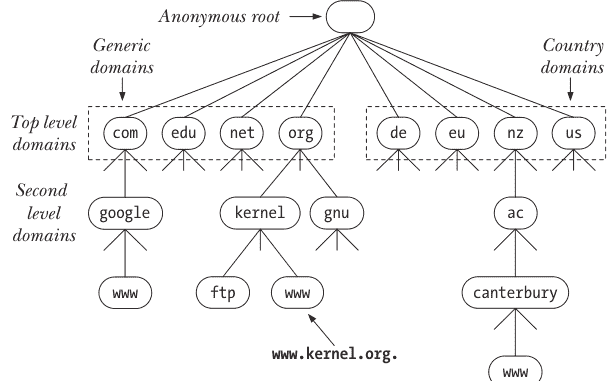 Anonymous root
Generic
domains
Country
domains
Top level
domains
com edu net org de eu nz us
Second
level
domains
google kernel gnu ac
www ftp www canterbury
www.kernel.org.
www